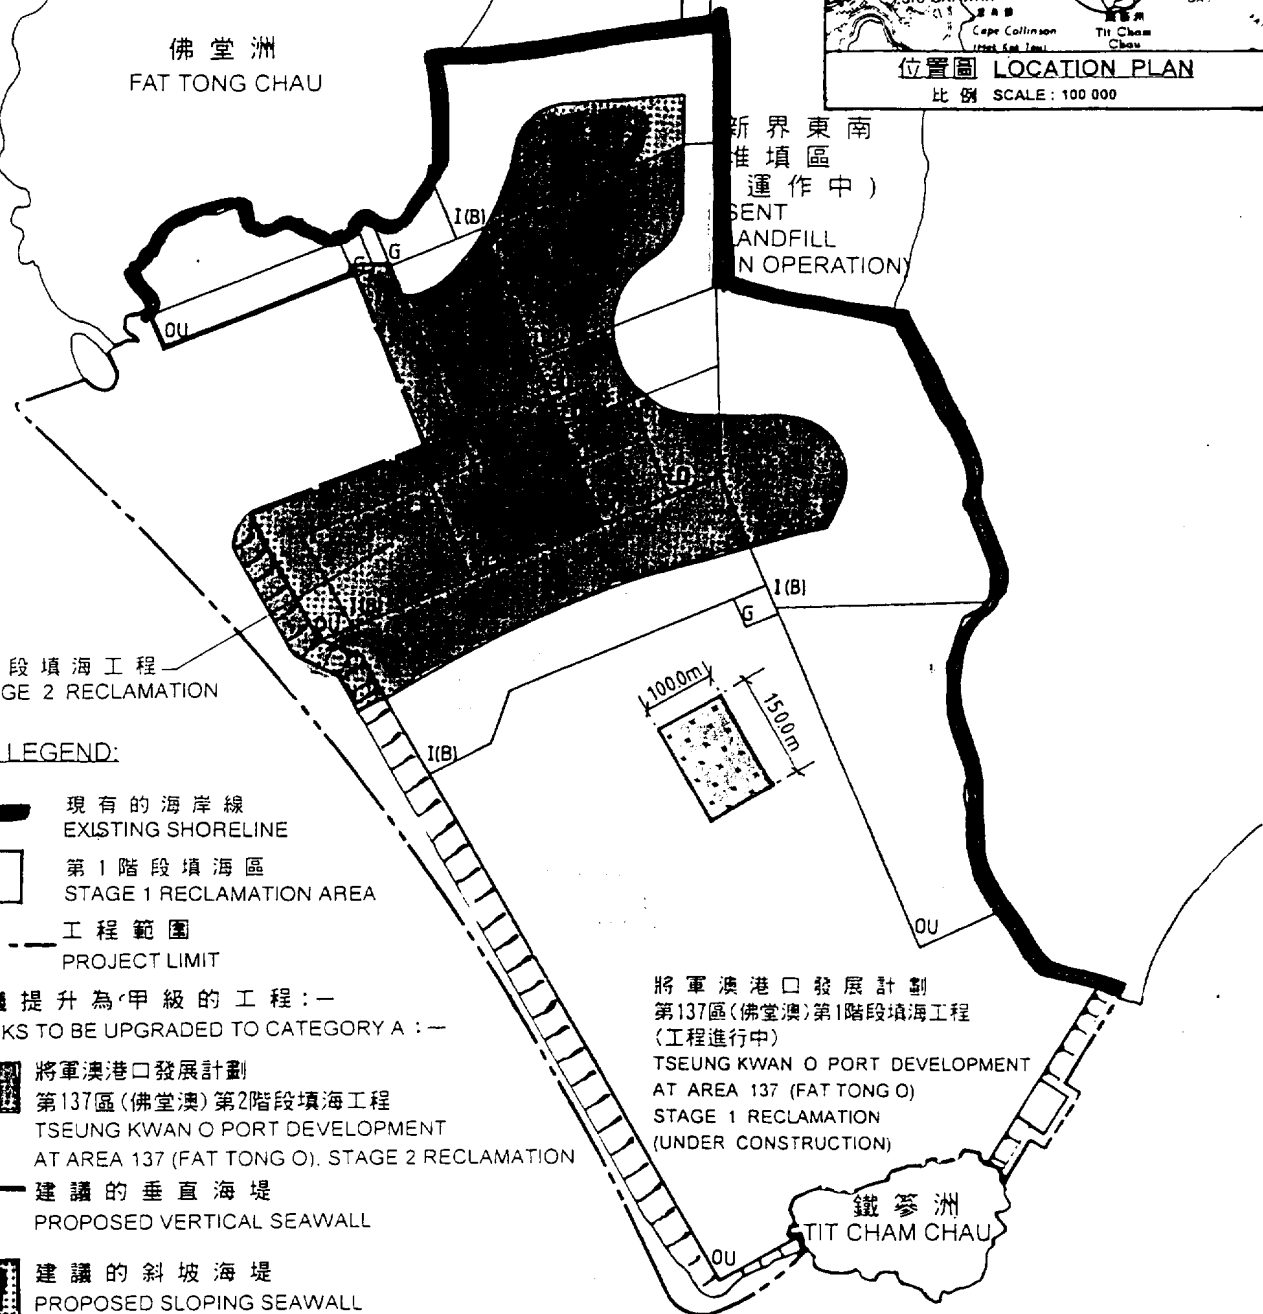 佛堂洲
FAT TONG CHAU
Cape Collinson
Tit Cham
Chau
位置圖 LOCATION PLAN
比例 SCALE : 100 000
新界東南
堆填區
運作中)
SENT
LANDFILL
IN OPERATION)
I(B)
G
G
OU
D
I(B)
OU
I(B)
G
段填海工程
GE 2 RECLAMATION
100.0m
150.0m
I(B)
LEGEND:
現有的海岸線
EXISTING SHORELINE
第1階段填海區
STAGE 1 RECLAMATION AREA
工程範圍
PROJECT LIMIT
提升為甲級的工程:—
KS TO BE UPGRADED TO CATEGORY A :—
將軍澳港口發展計劃
第137區(佛堂澳)第2階段填海工程
TSEUNG KWAN O PORT DEVELOPMENT
AT AREA 137 (FAT TONG O), STAGE 2 RECLAMATION
建議的垂直海堤
PROPOSED VERTICAL SEAWALL
建議的斜坡海堤
PROPOSED SLOPING SEAWALL
OU
將軍澳港口發展計劃
第137區(佛堂澳)第1階段填海工程
(工程進行中)
TSEUNG KWAN O PORT DEVELOPMENT
AT AREA 137 (FAT TONG O)
STAGE 1 RECLAMATION
(UNDER CONSTRUCTION)
鐵篸洲
TIT CHAM CHAU
OU